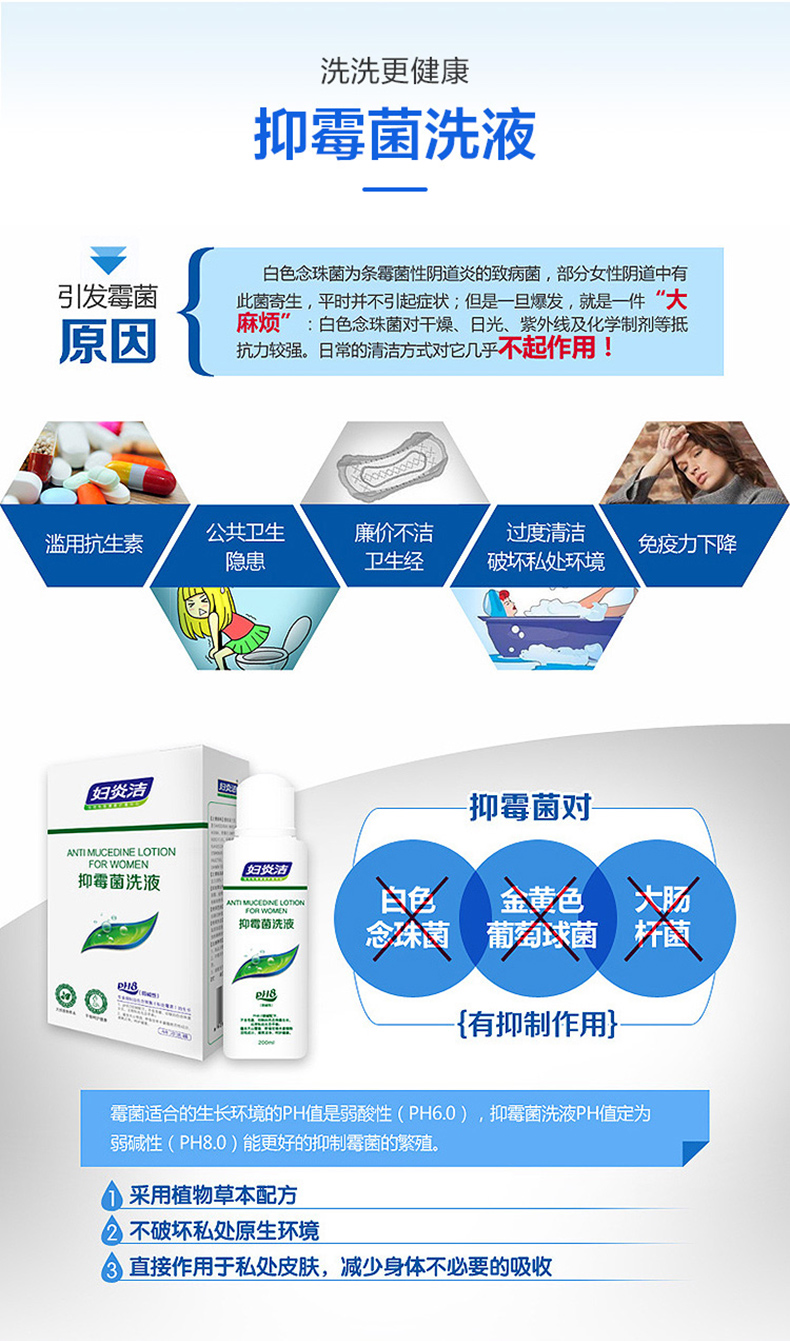 洗洗更健康
抑霉菌洗液
引发霉菌
原因
白色念珠菌为条霉菌性阴道炎的致病菌，部分女性阴道中有
此菌寄生，平时并不引起症状；但是一旦爆发，就是一件“大
麻烦”：白色念珠菌对干燥、日光、紫外线及化学制剂等抵
抗力较强。日常的清洁方式对它几乎不起作用！
滥用抗生素
公共卫生
隐患
廉价不洁
卫生经
过度清洁
破坏私处环境
免疫力下降
妇炎洁
ANTI MUCEDINE LOTION
FOR WOMEN
抑霉菌洗液
PH8
妇炎洁
ANTI MUCEDINE LOTION
FOR WOMEN
抑霉菌洗液
PH8
200ml
抑霉菌对
白色
念珠菌
金黄色
葡萄球菌
大肠
杆菌
{有抑制作用}
霉菌适合的生长环境的PH值是弱酸性（PH6.0），抑霉菌洗液PH值定为
弱碱性（PH8.0）能更好的抑制霉菌的繁殖。
1 采用植物草本配方
2 不破坏私处原生环境
3 直接作用于私处皮肤，减少身体不必要的吸收